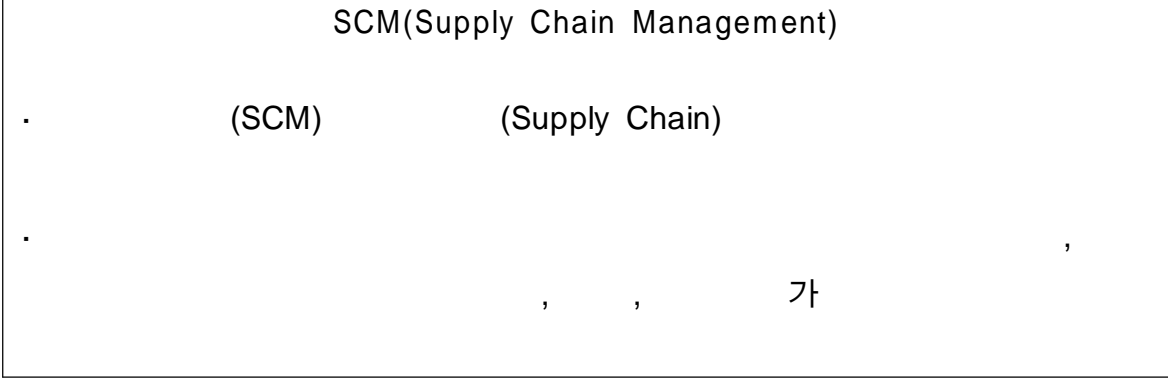 SCM(Supply Chain Management)
· (SCM) (Supply Chain)
· ,
, , 가